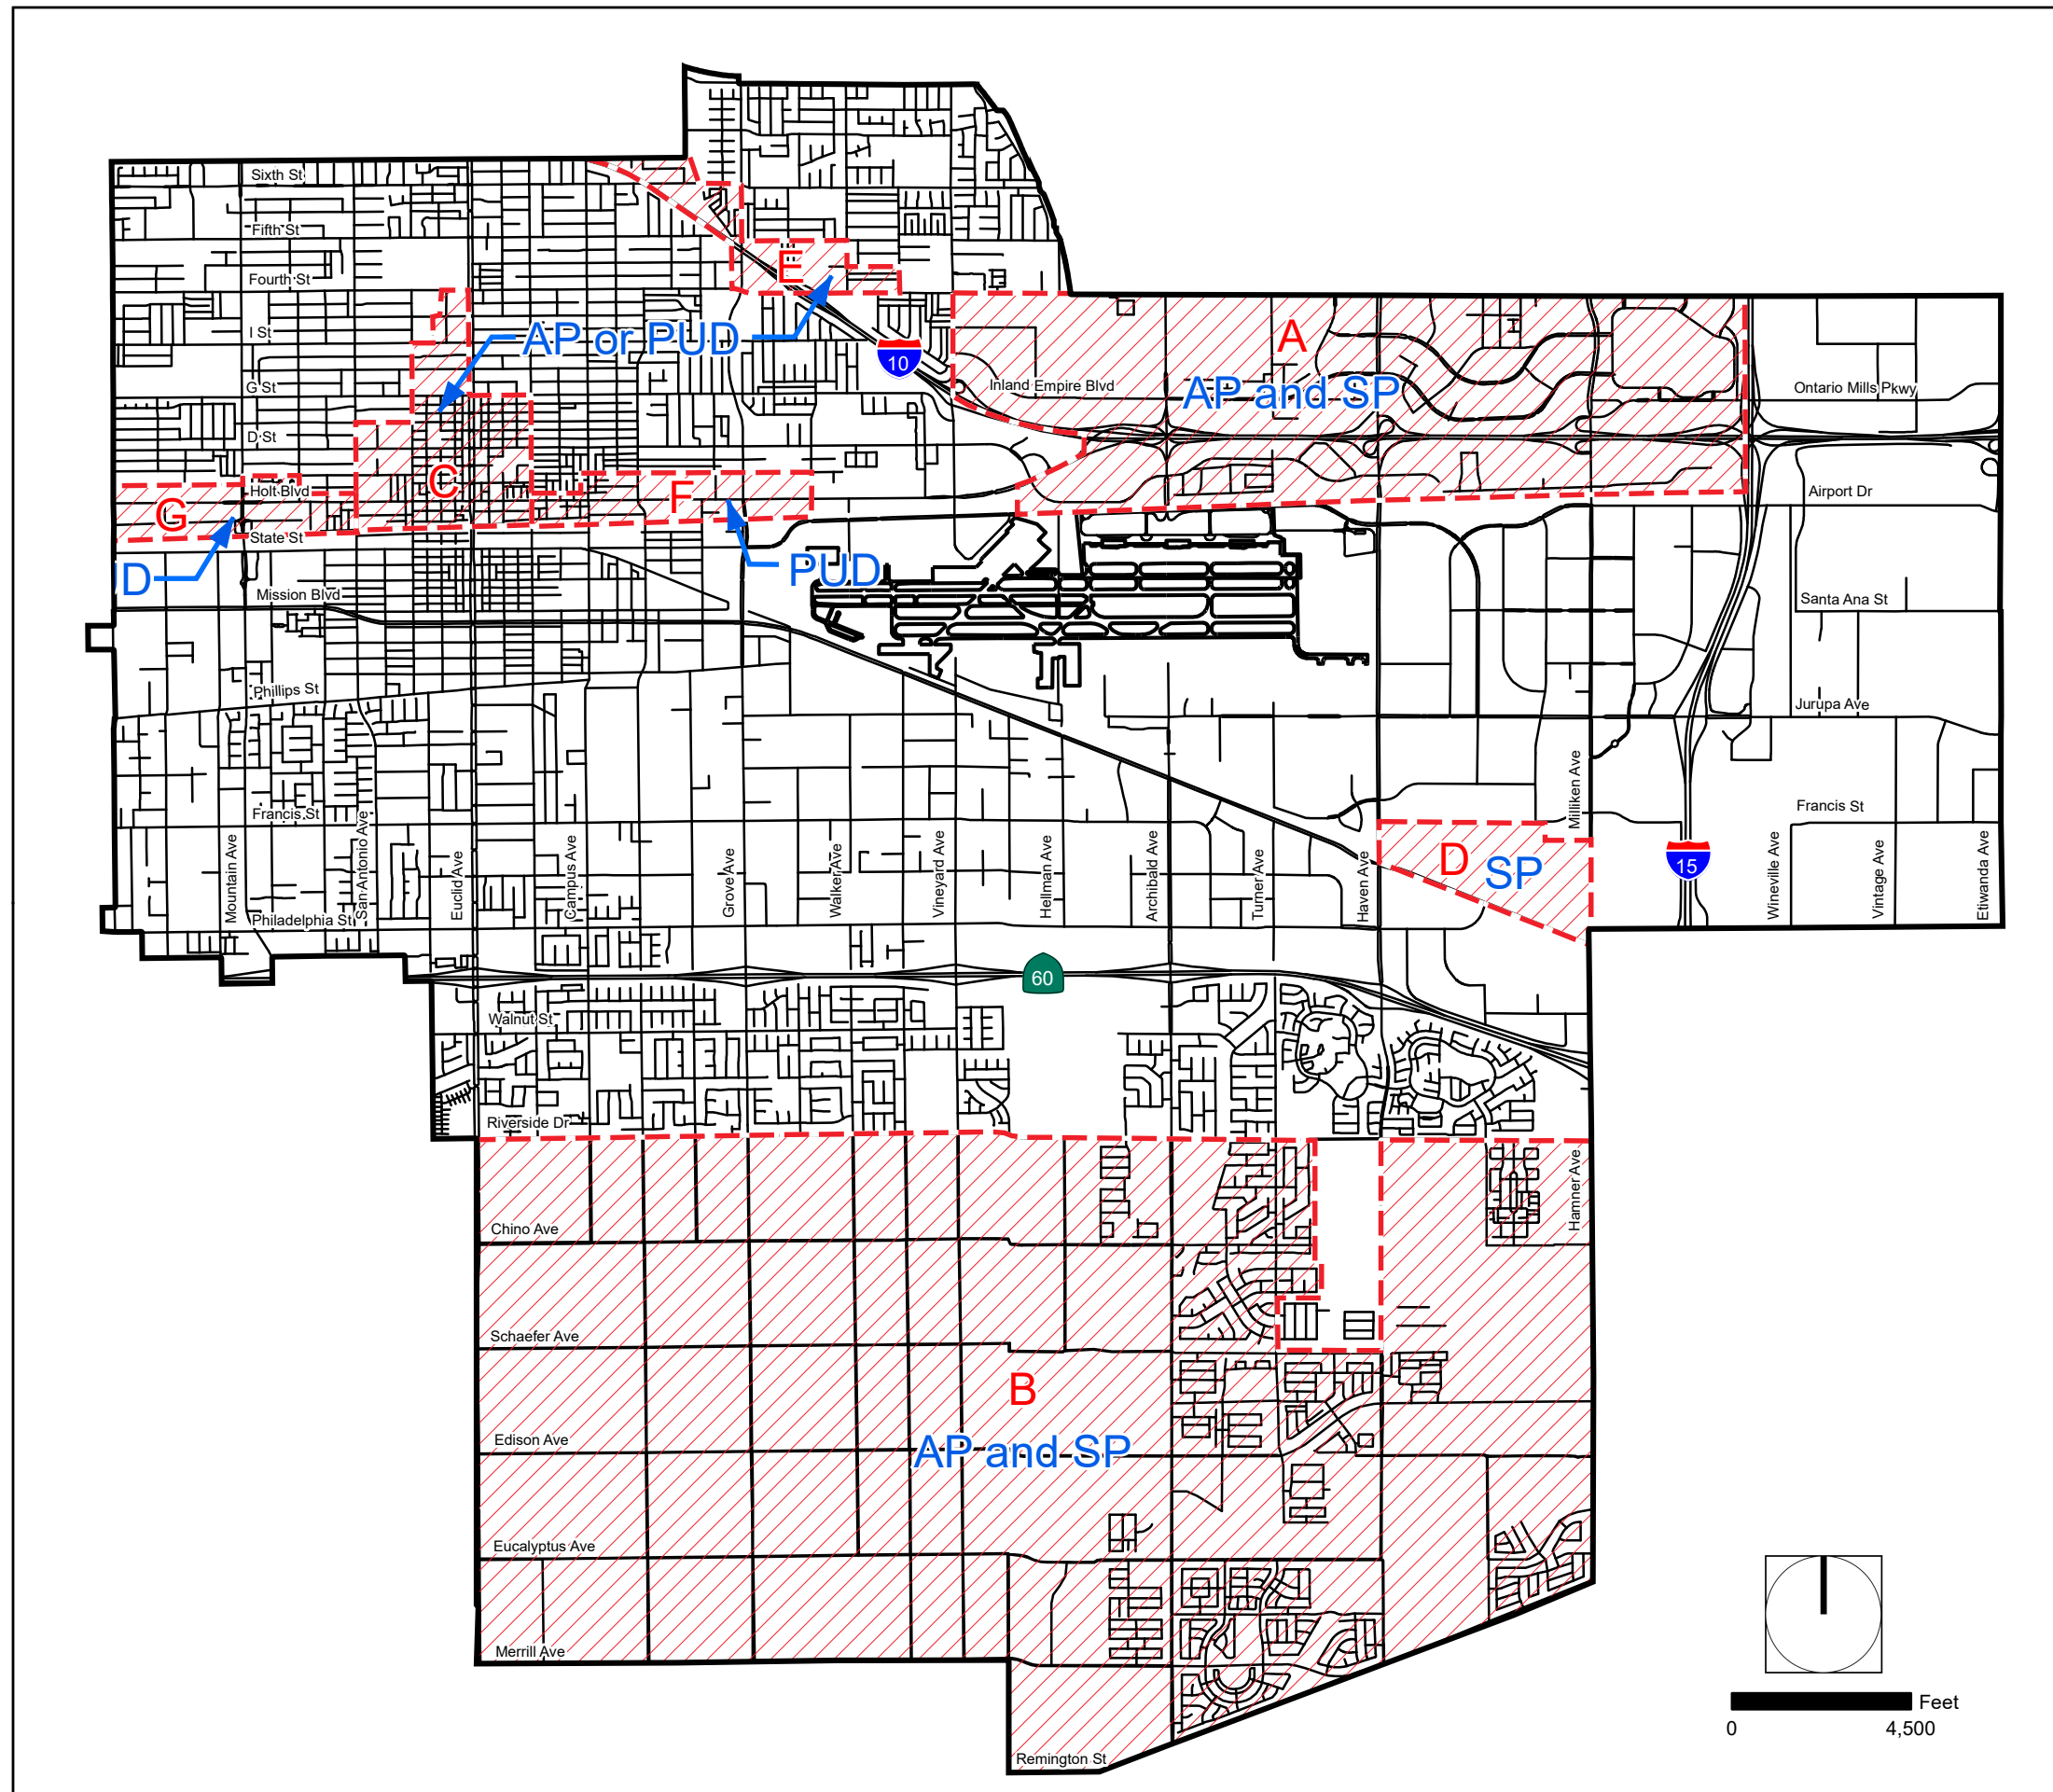 Sixth St
Fifth St
Fourth St
E
I St
AP or PUD
A
10
G St
Inland Empire Blvd
AP and SP
Ontario Mills Pkwy
D St
C
Holt Blvd
F
Airport Dr
G
State St
PUD
D
Mission Blvd
Santa Ana St
Phillips St
Jurupa Ave
Francis St
Francis St
Mountain Ave
San Antonio Ave
Euclid Ave
Campus Ave
Grove Ave
Walker Ave
Vineyard Ave
Hellman Ave
Archibald Ave
Turner Ave
Haven Ave
Milliken Ave
D
SP
15
Wineville Ave
Vintage Ave
Etiwanda Ave
Philadelphia St
60
Walnut St
Riverside Dr
Hamner Ave
Chino Ave
Schaefer Ave
B
Edison Ave
AP and SP
Eucalyptus Ave
Merrill Ave
Feet
0 4,500
Remington St